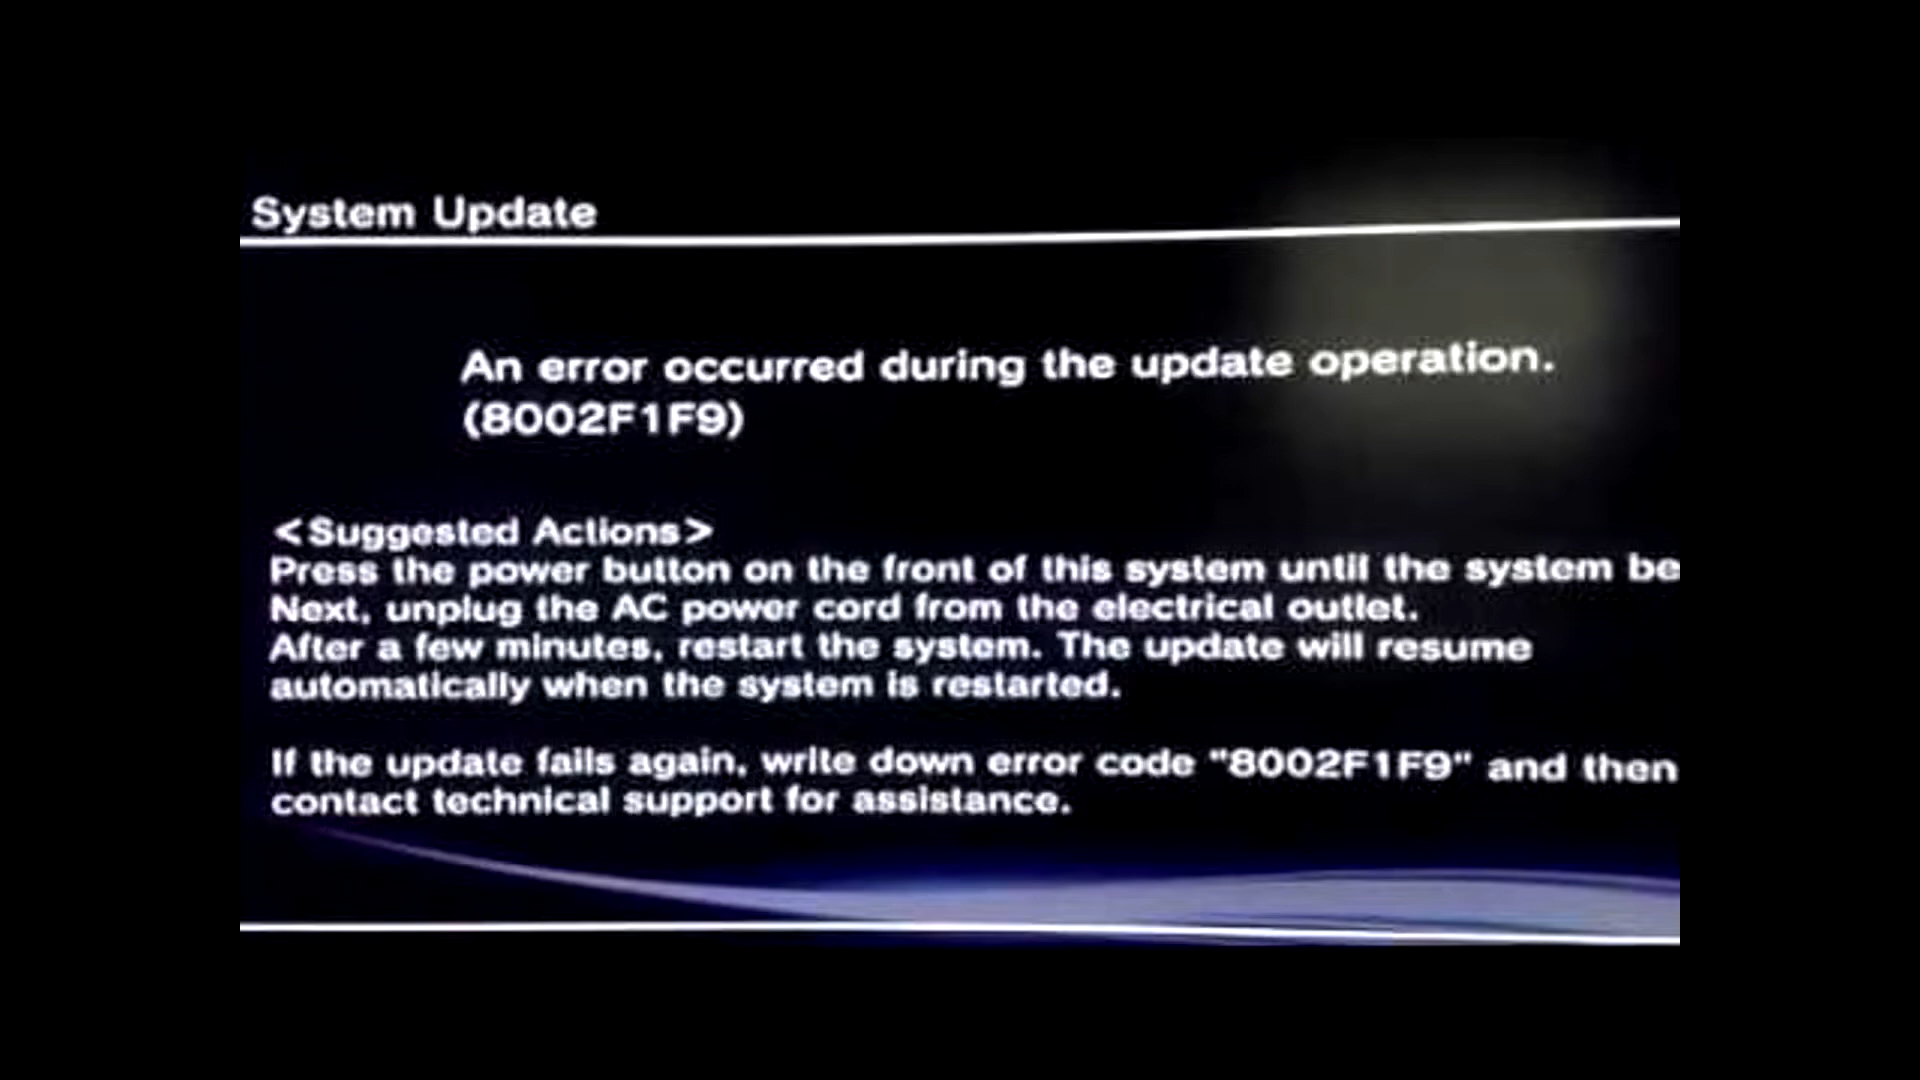 System Update
An error occurred during the update operation.
(8002F1F9)
<Suggested Actions>
Press the power button on the front of this system until the system be
Next, unplug the AC power cord from the electrical outlet.
After a few minutes, restart the system. The update will resume
automatically when the system is restarted.
If the update fails again, write down error code "8002F1F9" and then
contact technical support for assistance.